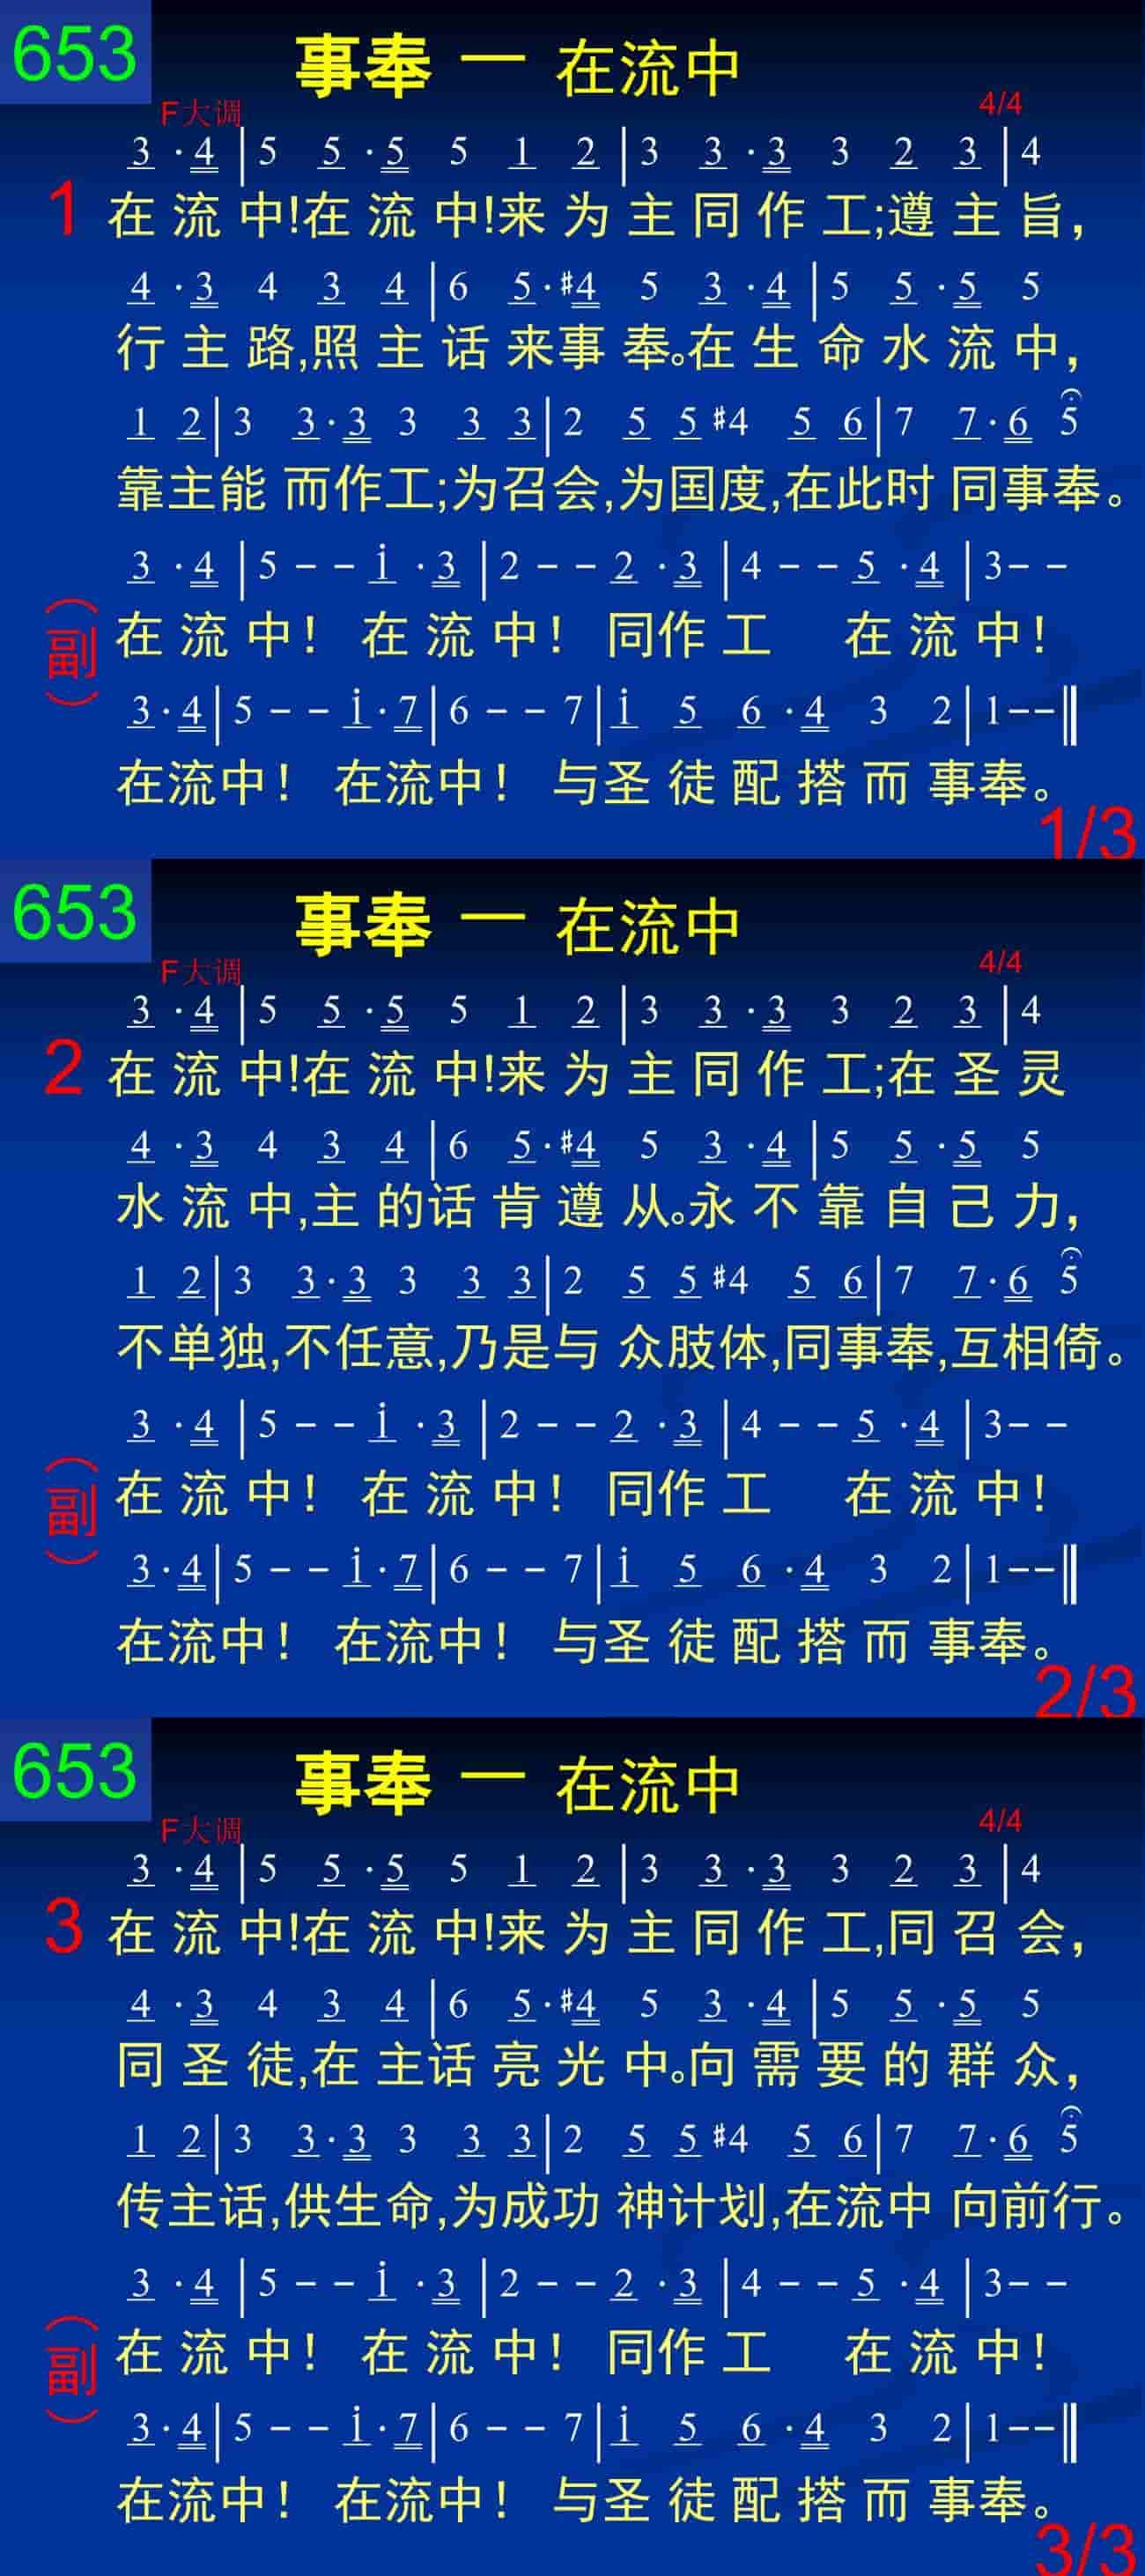 653
事奉 — 在流中
F大调
4/4
3 · 4 | 5 5 · 5 5 1 2 | 3 3 · 3 3 2 3 | 4
1
在 流 中!在 流 中!来 为 主 同 作 工;遵 主 旨,
4 · 3 4 3 4 | 6 5 · #4 5 3 · 4 | 5 5 · 5 5
行 主 路,照 主 话 来事 奉。在 生 命 水 流 中,
1 2 | 3 3 · 3 3 3 3 | 2 5 5 #4 5 6 | 7 7 · 6 5
靠主能 而作工;为召会,为国度,在此时 同事奉。
3 · 4 | 5 - - i · 3 | 2 - - 2 · 3 | 4 - - 5 · 4 | 3 - -
(副)
在 流 中! 在 流 中! 同作 工 在 流 中!
3 · 4 | 5 - - i · 7 | 6 - - 7 | i 5 6 · 4 3 2 | 1 - - ‖
在流中! 在流中! 与圣 徒 配 搭 而 事奉。
1/3
653
事奉 — 在流中
F大调
4/4
3 · 4 | 5 5 · 5 5 1 2 | 3 3 · 3 3 2 3 | 4
2
在 流 中!在 流 中!来 为 主 同 作 工;在 圣 灵
4 · 3 4 3 4 | 6 5 · #4 5 3 · 4 | 5 5 · 5 5
水 流 中,主 的话 肯 遵 从。永 不 靠 自 己 力,
1 2 | 3 3 · 3 3 3 3 | 2 5 5 #4 5 6 | 7 7 · 6 5
不单独,不任意,乃是与 众肢体,同事奉,互相倚。
3 · 4 | 5 - - i · 3 | 2 - - 2 · 3 | 4 - - 5 · 4 | 3 - -
(副)
在 流 中! 在 流 中! 同作 工 在 流 中!
3 · 4 | 5 - - i · 7 | 6 - - 7 | i 5 6 · 4 3 2 | 1 - - ‖
在流中! 在流中! 与圣 徒 配 搭 而 事奉。
2/3
653
事奉 — 在流中
F大调
4/4
3 · 4 | 5 5 · 5 5 1 2 | 3 3 · 3 3 2 3 | 4
3
在 流 中!在 流 中!来 为 主 同 作 工,同 召 会,
4 · 3 4 3 4 | 6 5 · #4 5 3 · 4 | 5 5 · 5 5
同 圣 徒,在 主话 亮 光 中。向 需 要 的 群 众,
1 2 | 3 3 · 3 3 3 3 | 2 5 5 #4 5 6 | 7 7 · 6 5
传主话,供生命,为成功 神计划,在流中 向前行。
3 · 4 | 5 - - i · 3 | 2 - - 2 · 3 | 4 - - 5 · 4 | 3 - -
(副)
在 流 中! 在 流 中! 同作 工 在 流 中!
3 · 4 | 5 - - i · 7 | 6 - - 7 | i 5 6 · 4 3 2 | 1 - - ‖
在流中! 在流中! 与圣 徒 配 搭 而 事奉。
3/3